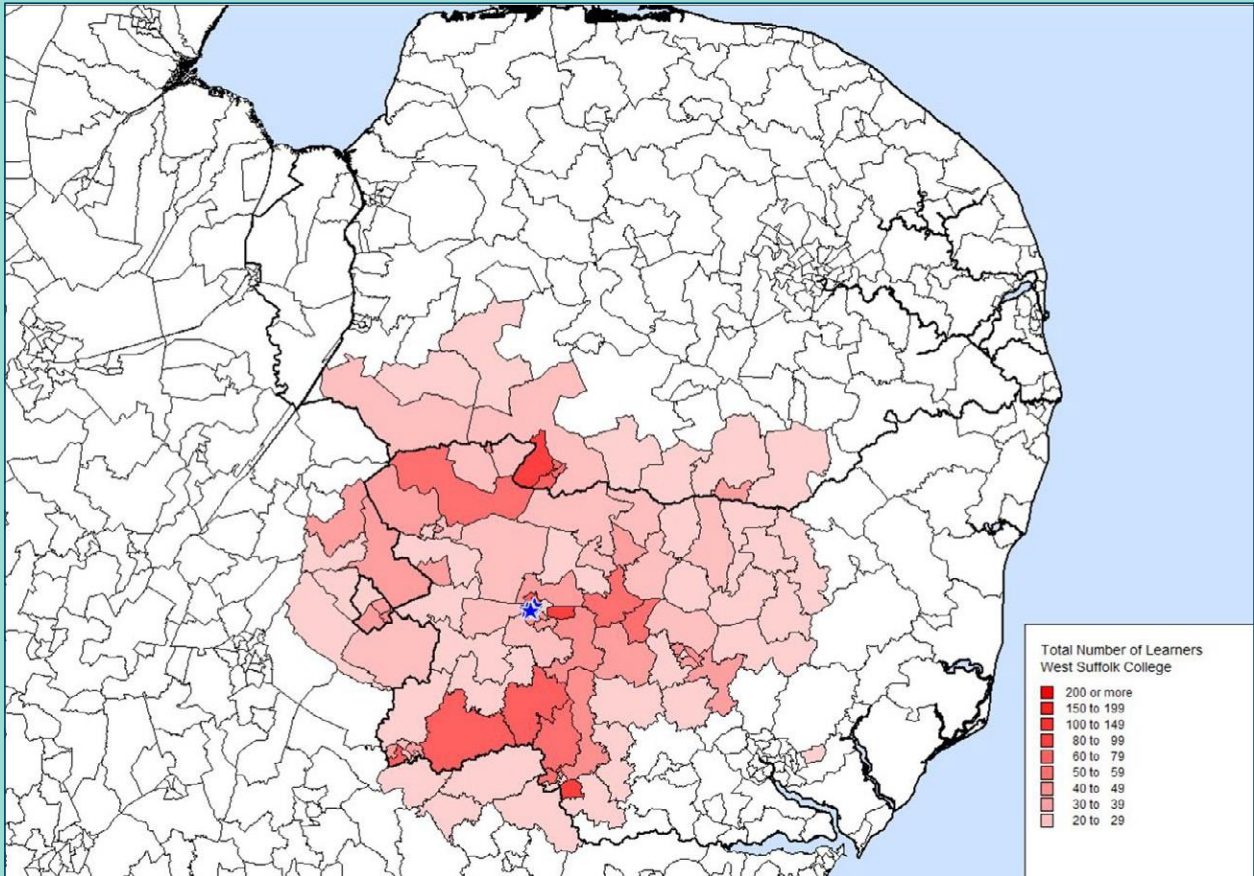 Total Number of Learners
West Suffolk College
200 or more
150 to 199
100 to 149
80 to 99
60 to 79
50 to 59
40 to 49
30 to 39
20 to 29